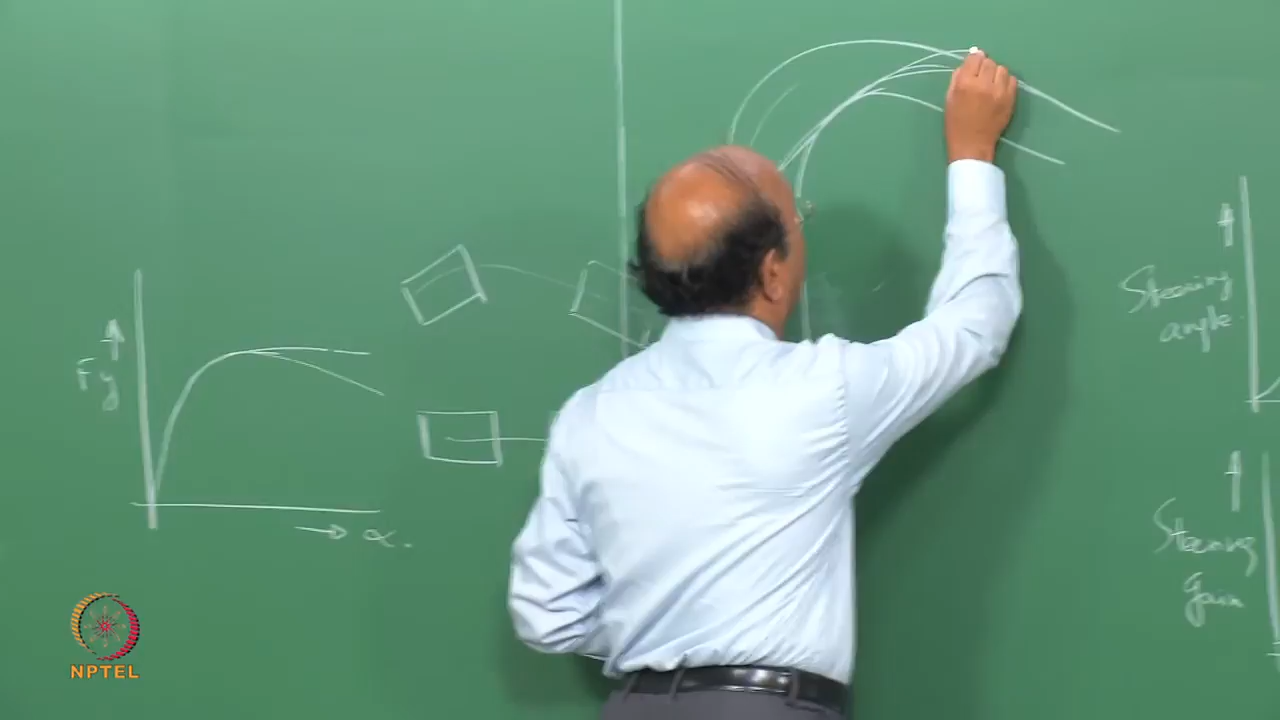 Fy
→ α.
Steering
angle
Steering
gain
NPTEL